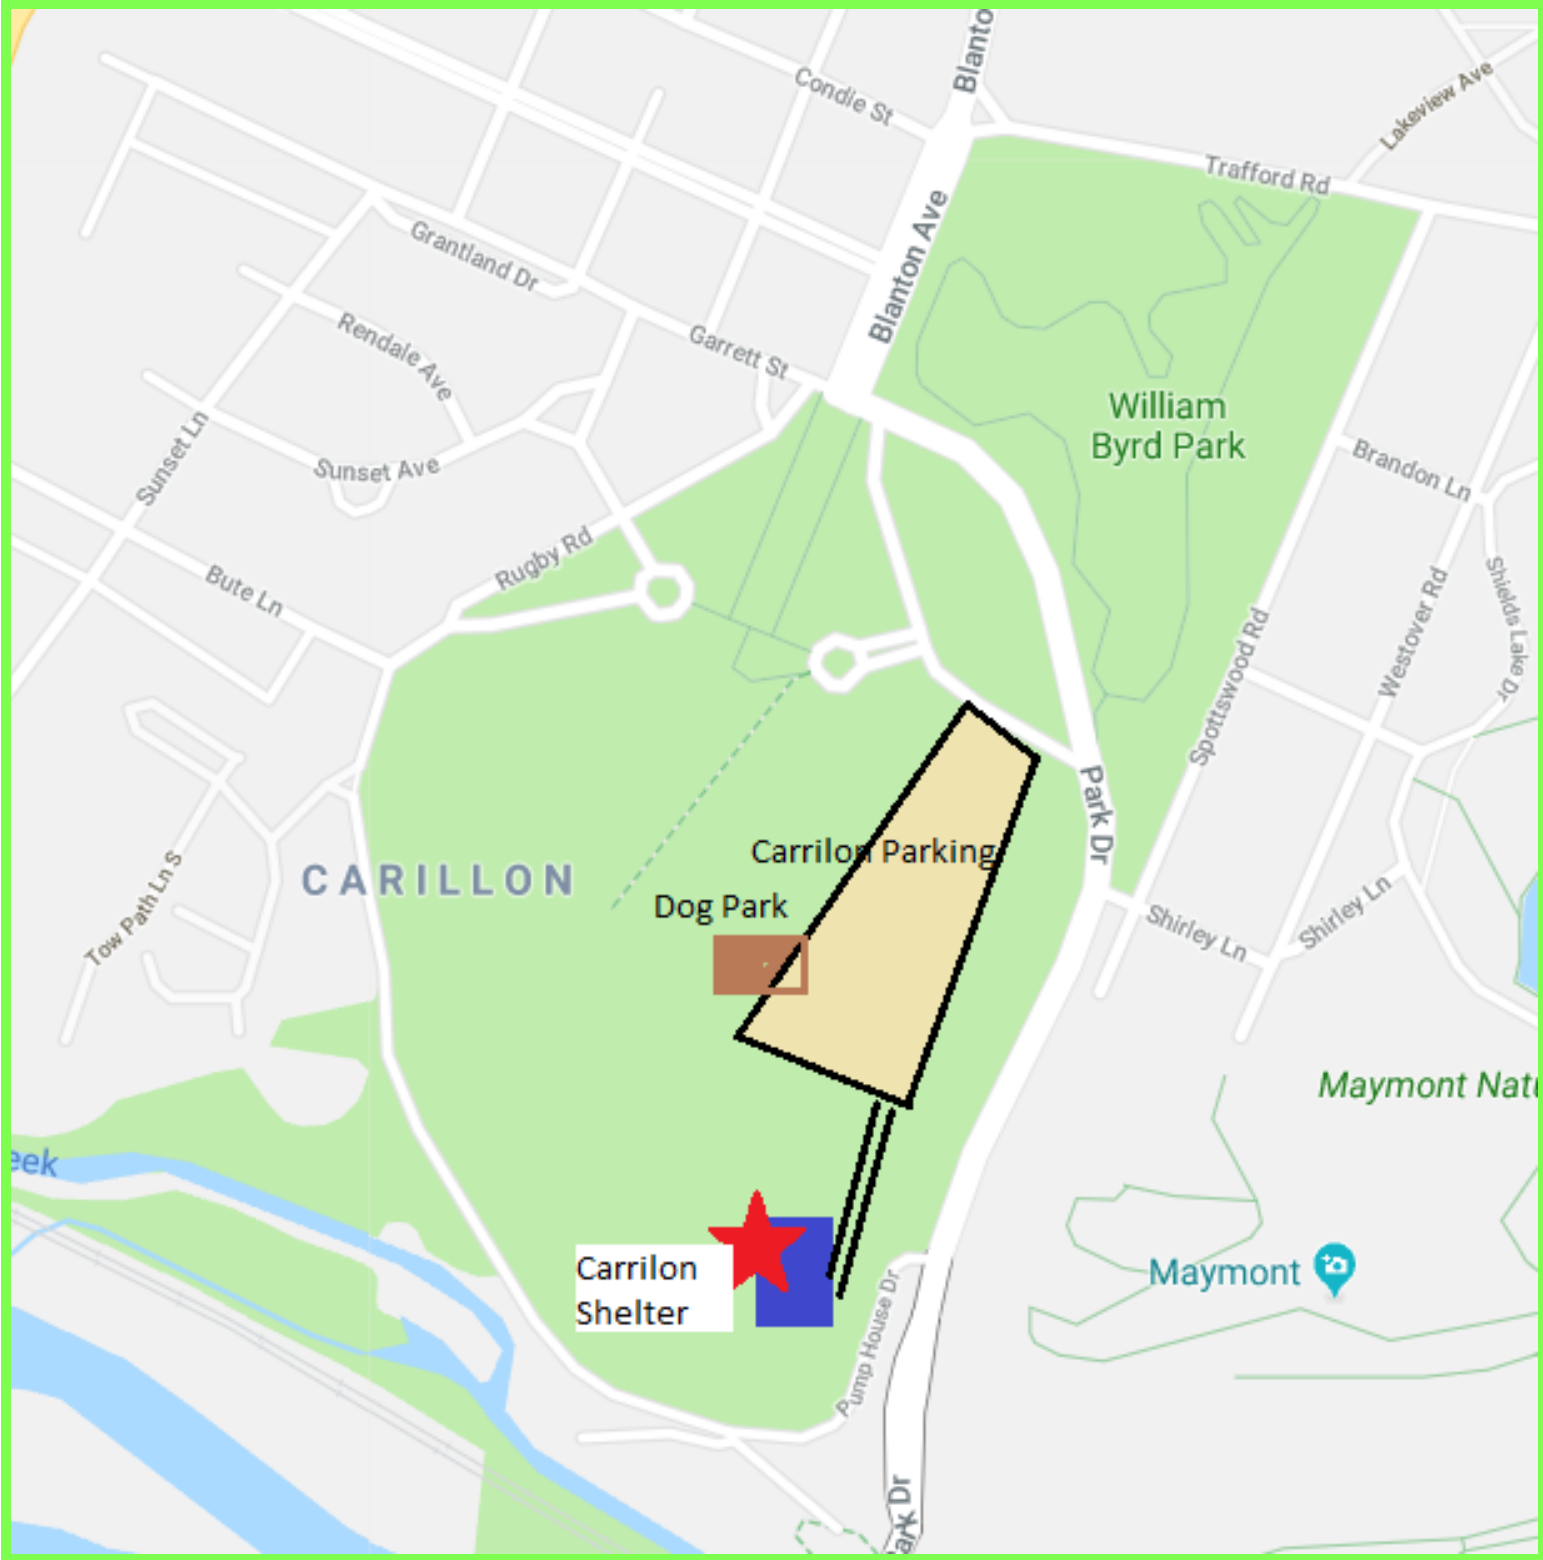 Blanto
Condie St
Lakeview Ave
Trafford Rd
Blanton Ave
Grantland Dr
Garrett St
Rendale Ave
William
Byrd Park
Sunset Ln
Sunset Ave
Brandon Ln
Rugby Rd
Bute Ln
Shields Lake Dr
Westover Rd
Spottswood Rd
Park Dr
Carrilon Parking
CARILLON
Dog Park
Tow Path Ln S
Shirley Ln
Shirley Ln
Maymont Natu
eek
Carrilon
Shelter
Maymont
Pump House Dr
ark Dr